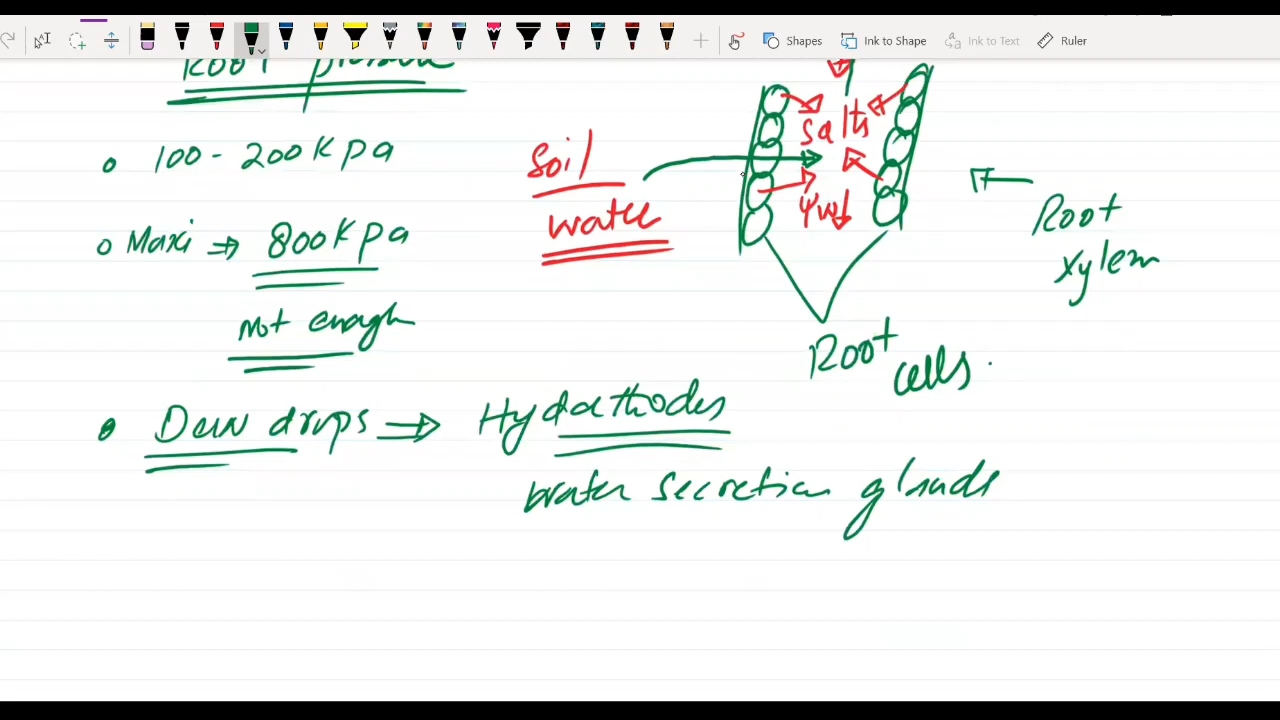 Shapes
Ink to Shape
Ink to Text
Ruler
Root pressure
100 - 200 KPa
Maxi ⇒ 800 KPa
Not enough
Dew drops ⇒ Hydathodes
water secretion glands
Soil
water
salts
Ψw↓
Root
xylem
Root
cells.